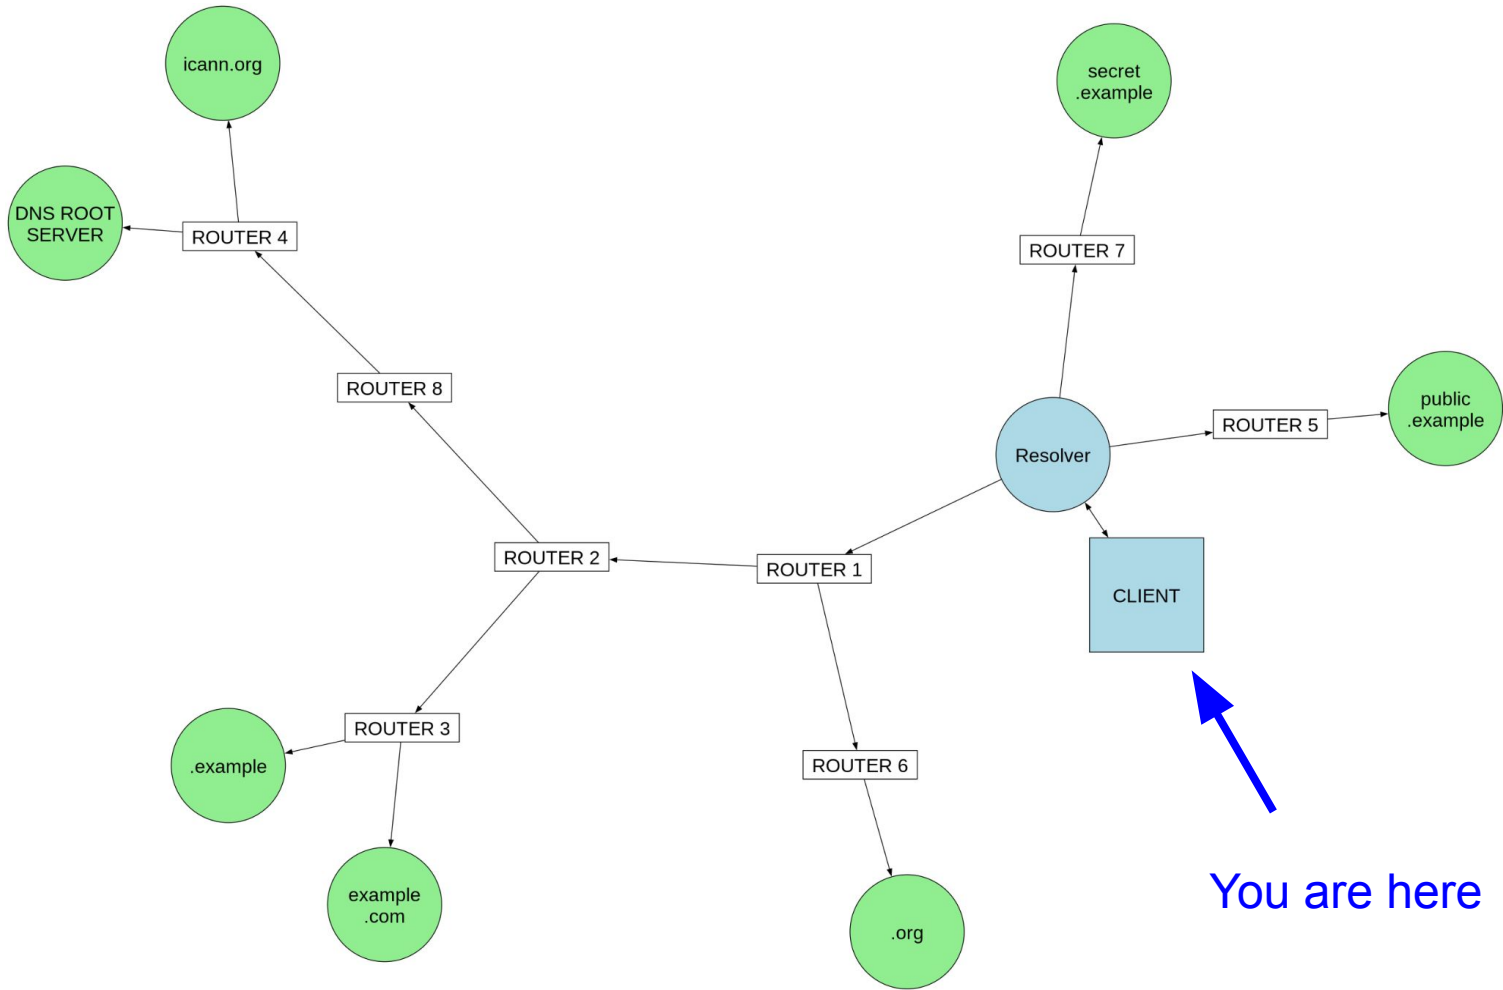 icann.org
secret
.example
DNS ROOT
SERVER
ROUTER 4
ROUTER 7
ROUTER 8
public
.example
ROUTER 5
Resolver
ROUTER 2
ROUTER 1
CLIENT
ROUTER 3
.example
ROUTER 6
example
.com
.org
You are here